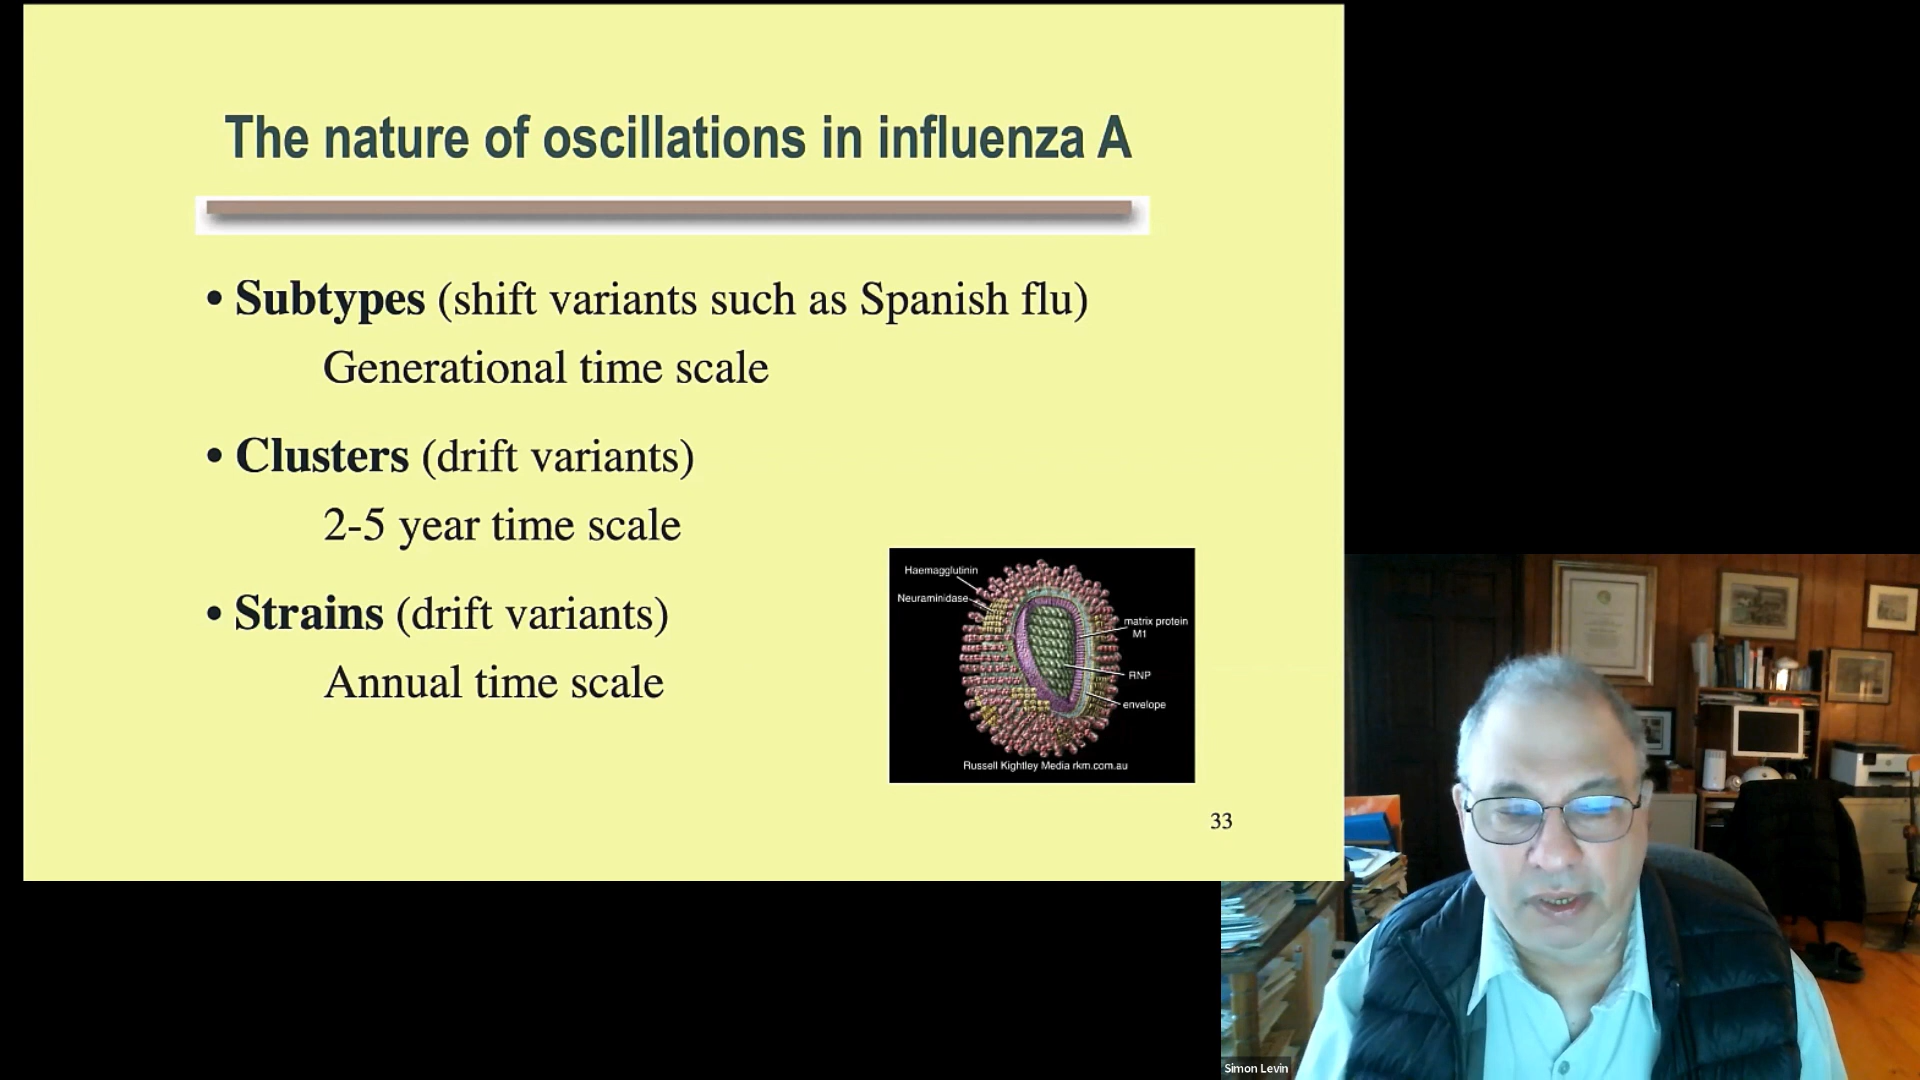 The nature of oscillations in influenza A
• Subtypes (shift variants such as Spanish flu)
Generational time scale
• Clusters (drift variants)
2-5 year time scale
• Strains (drift variants)
Annual time scale
Haemagglutinin
Neuraminidase
matrix protein
M1
RNP
envelope
Russell Kightley Media rkm.com.au
33
Simon Levin